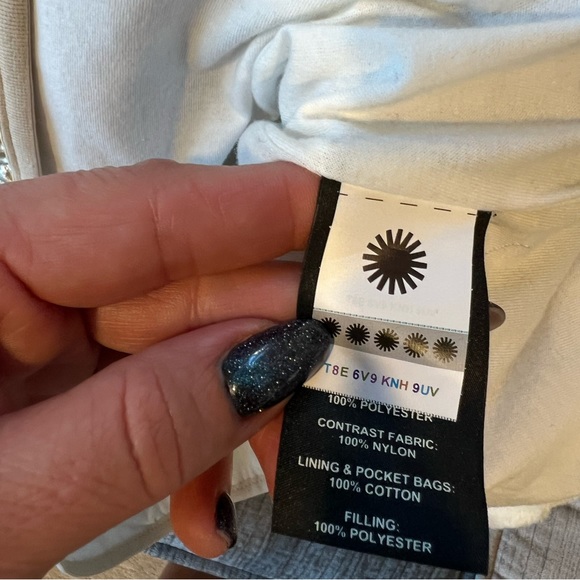 T8E 6V9 KNH 9UV
100% POLYESTER
CONTRAST FABRIC:
100% NYLON
LINING & POCKET BAGS:
100% COTTON
FILLING:
100% POLYESTER